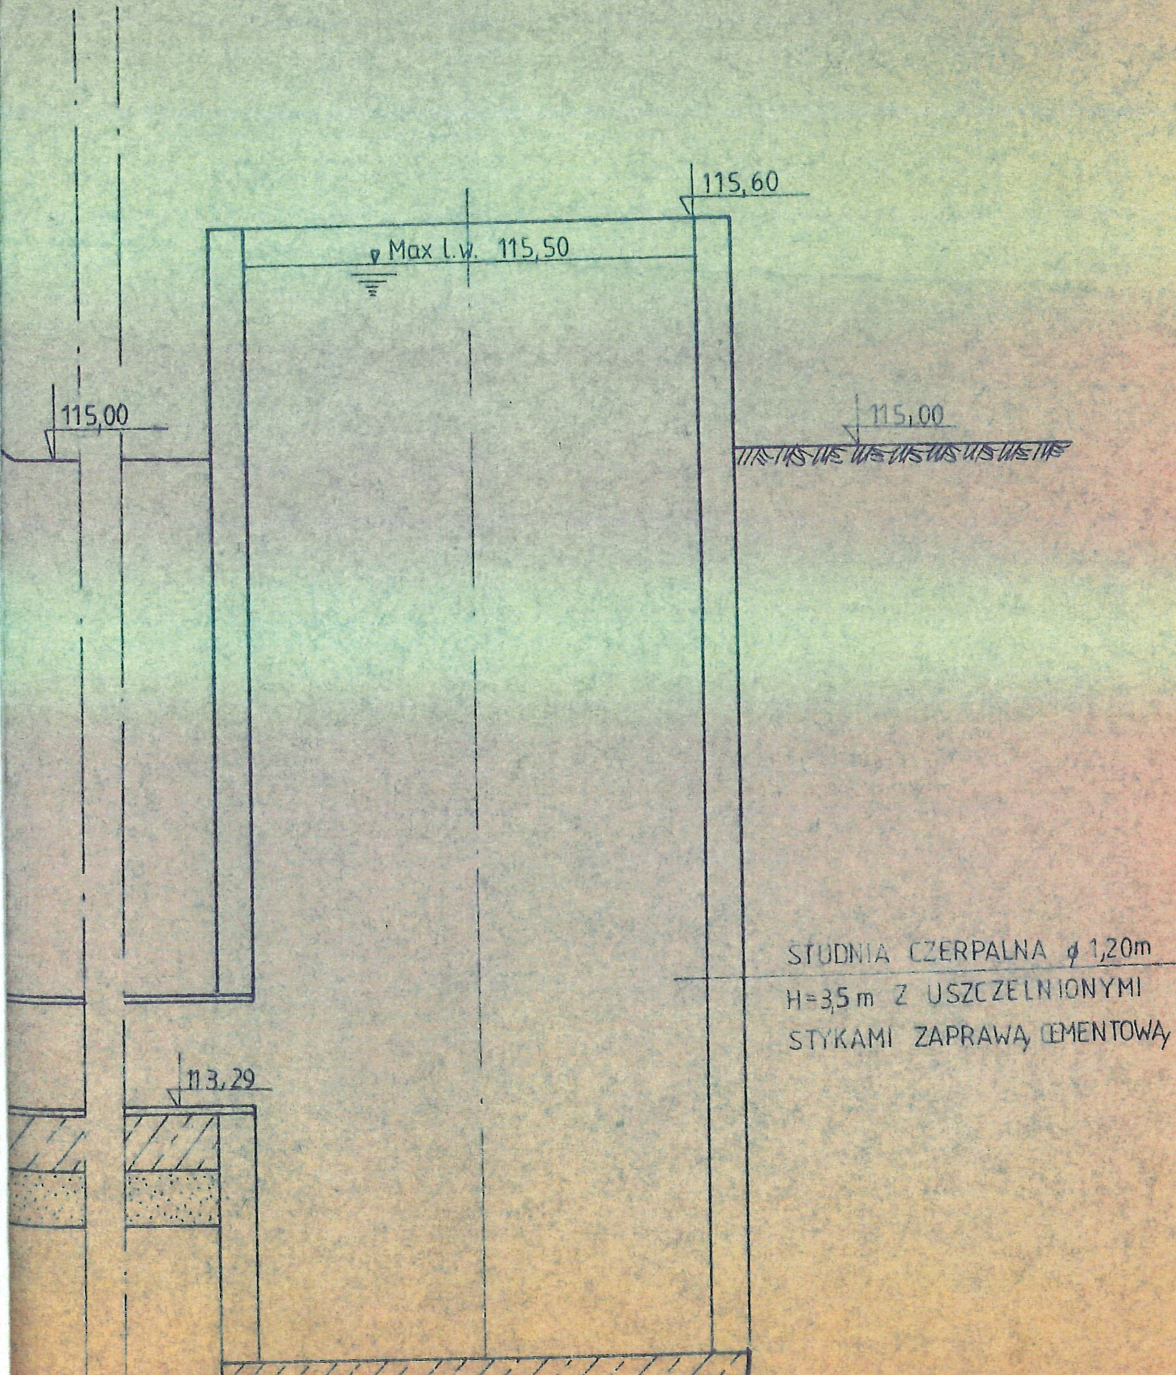 115,60
Max l.w. 115,50
115,00
115,00
STUDNIA CZERPALNA ϕ 1,20m
H=3,5m Z USZCZELNIONYMI
STYKAMI ZAPRAWĄ CEMENTOWĄ
113,29